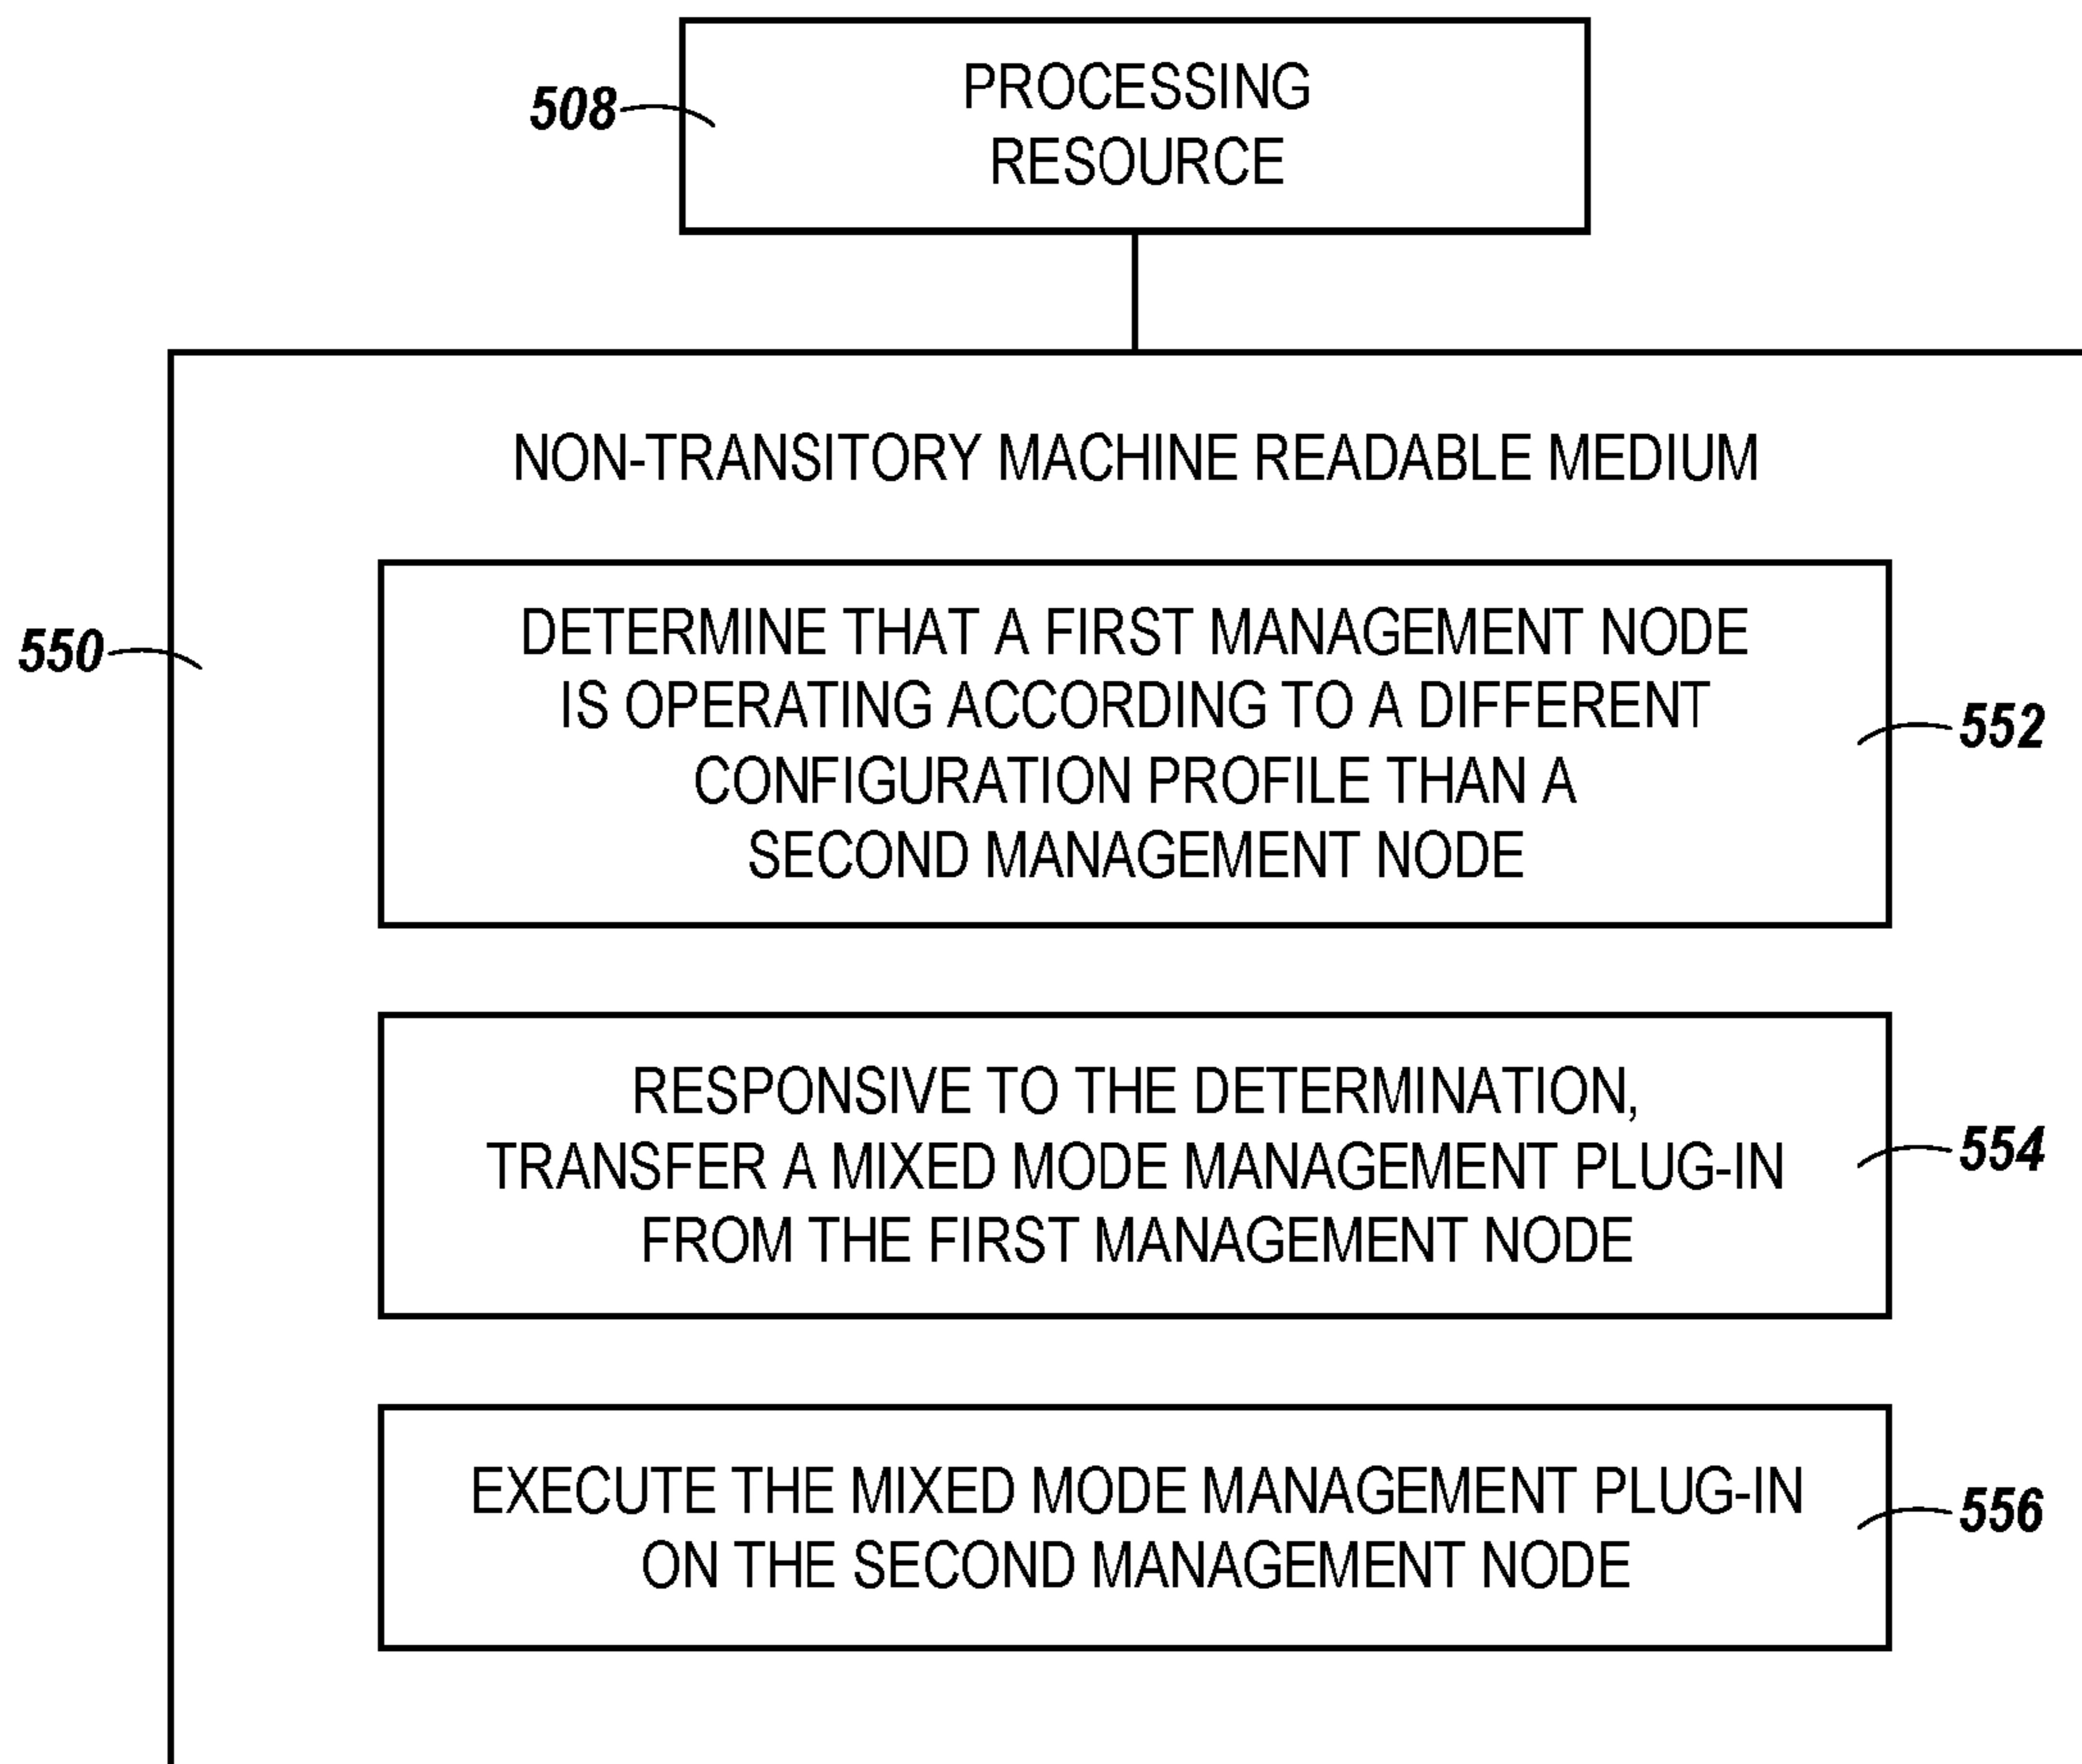 508
PROCESSING
RESOURCE
NON-TRANSITORY MACHINE READABLE MEDIUM
550
DETERMINE THAT A FIRST MANAGEMENT NODE
IS OPERATING ACCORDING TO A DIFFERENT
CONFIGURATION PROFILE THAN A
SECOND MANAGEMENT NODE
552
RESPONSIVE TO THE DETERMINATION,
TRANSFER A MIXED MODE MANAGEMENT PLUG-IN
FROM THE FIRST MANAGEMENT NODE
554
EXECUTE THE MIXED MODE MANAGEMENT PLUG-IN
ON THE SECOND MANAGEMENT NODE
556